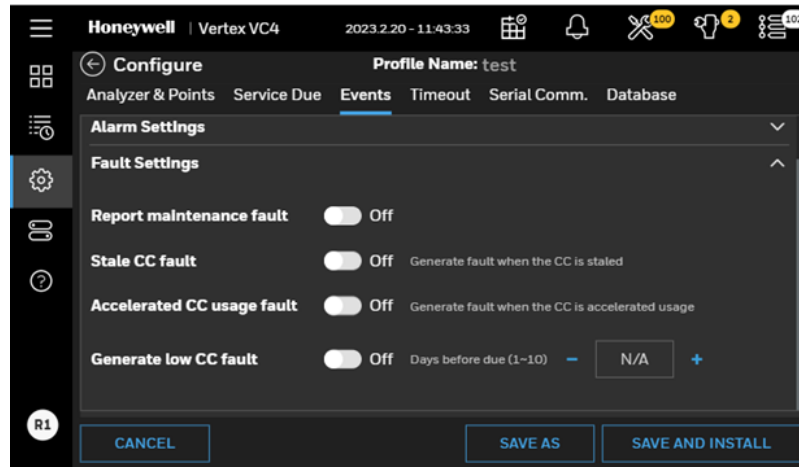 Honeywell | Vertex VC4 2023.2.20 - 11:43:33 100 2 102
Configure Profile Name: test
Analyzer & Points Service Due Events Timeout Serial Comm. Database
Alarm Settings
Fault Settings
Report maintenance fault Off
Stale CC fault Off Generate fault when the CC is staled
Accelerated CC usage fault Off Generate fault when the CC is accelerated usage
Generate low CC fault Off Days before due (1~10) − N/A +
R1
CANCEL SAVE AS SAVE AND INSTALL